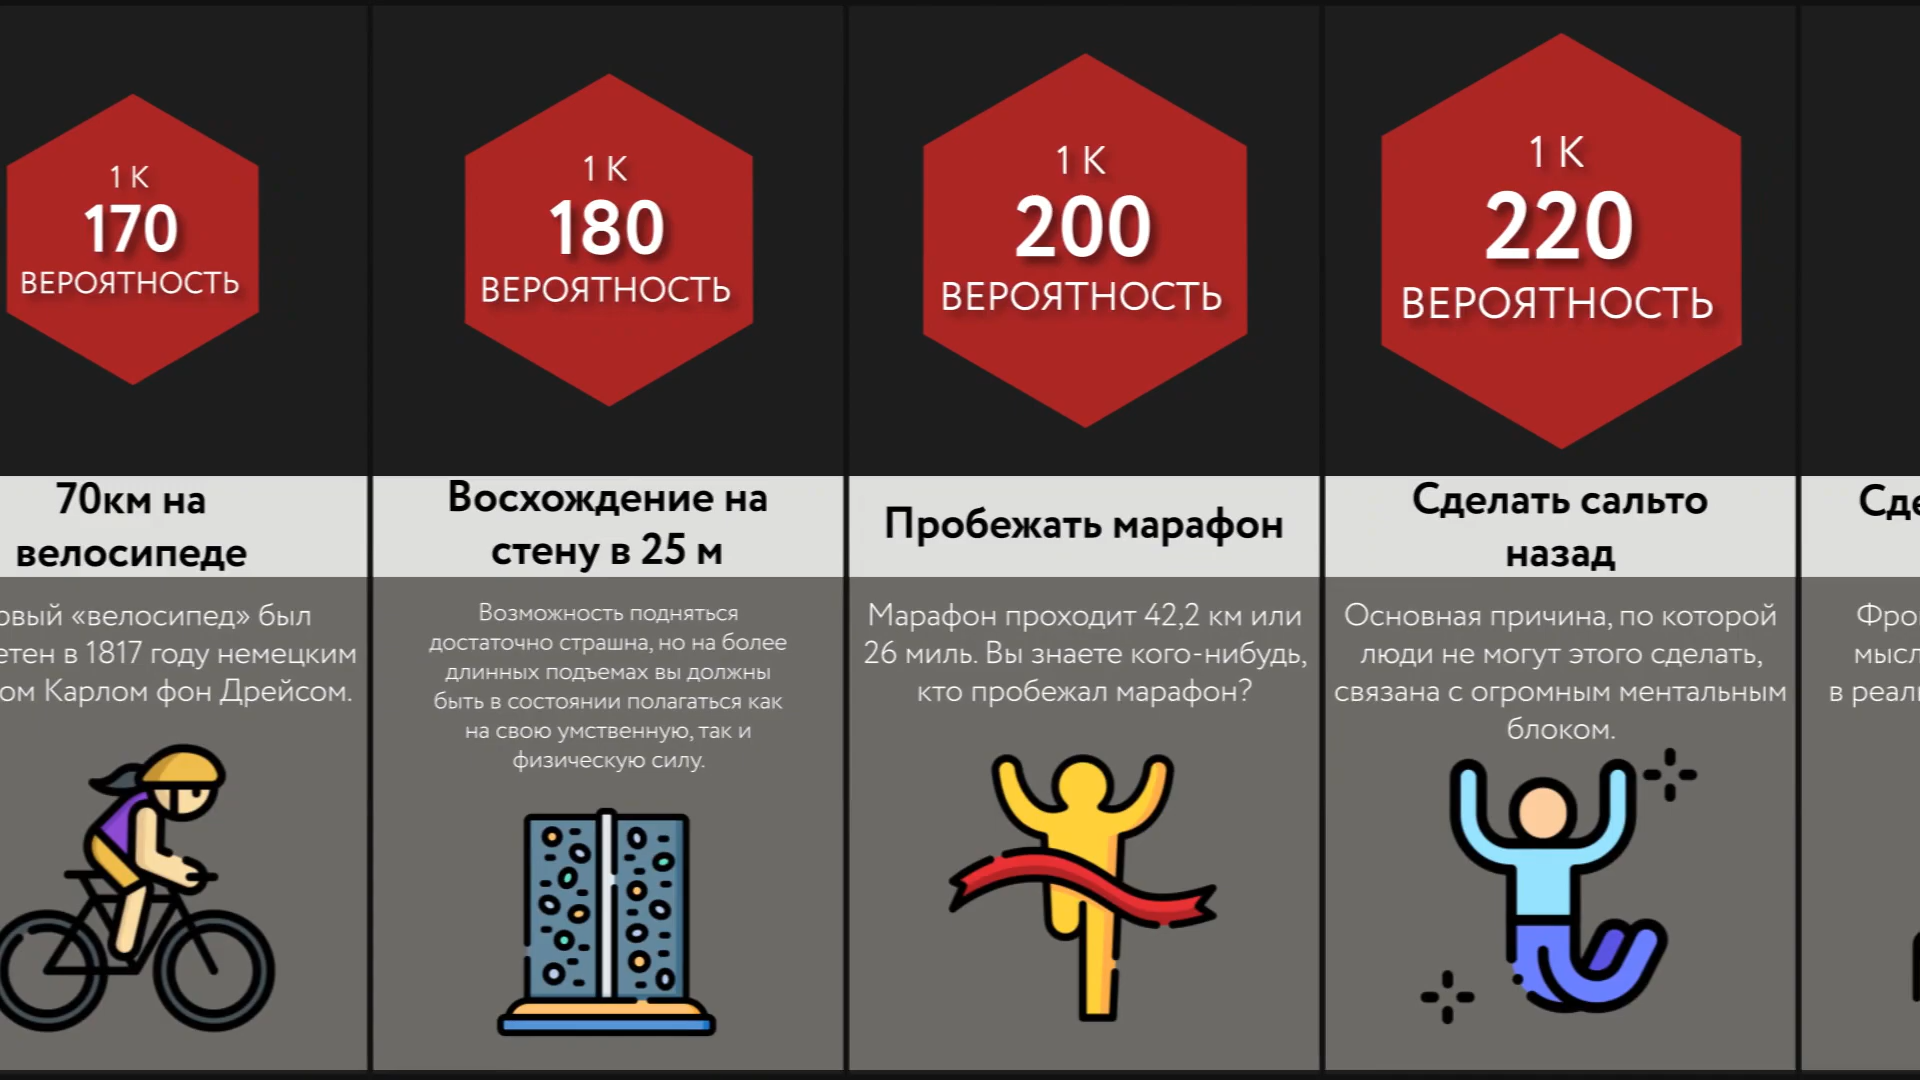 1 К
170
ВЕРОЯТНОСТЬ
70км на
велосипеде
«велосипед» был
в 1817 году немецким
Карлом фон Дрейсом.
1 К
180
ВЕРОЯТНОСТЬ
Восхождение на
стену в 25 м
Возможность подняться
достаточно страшна, но на более
длинных подъемах вы должны
быть в состоянии полагаться как
на свою умственную, так и
физическую силу.
1 К
200
ВЕРОЯТНОСТЬ
Пробежать марафон
Марафон проходит 42,2 км или
26 миль. Вы знаете кого-нибудь,
кто пробежал марафон?
1 К
220
ВЕРОЯТНОСТЬ
Сделать сальто
назад
Основная причина, по которой
люди не могут этого сделать,
связана с огромным ментальным
блоком.
в